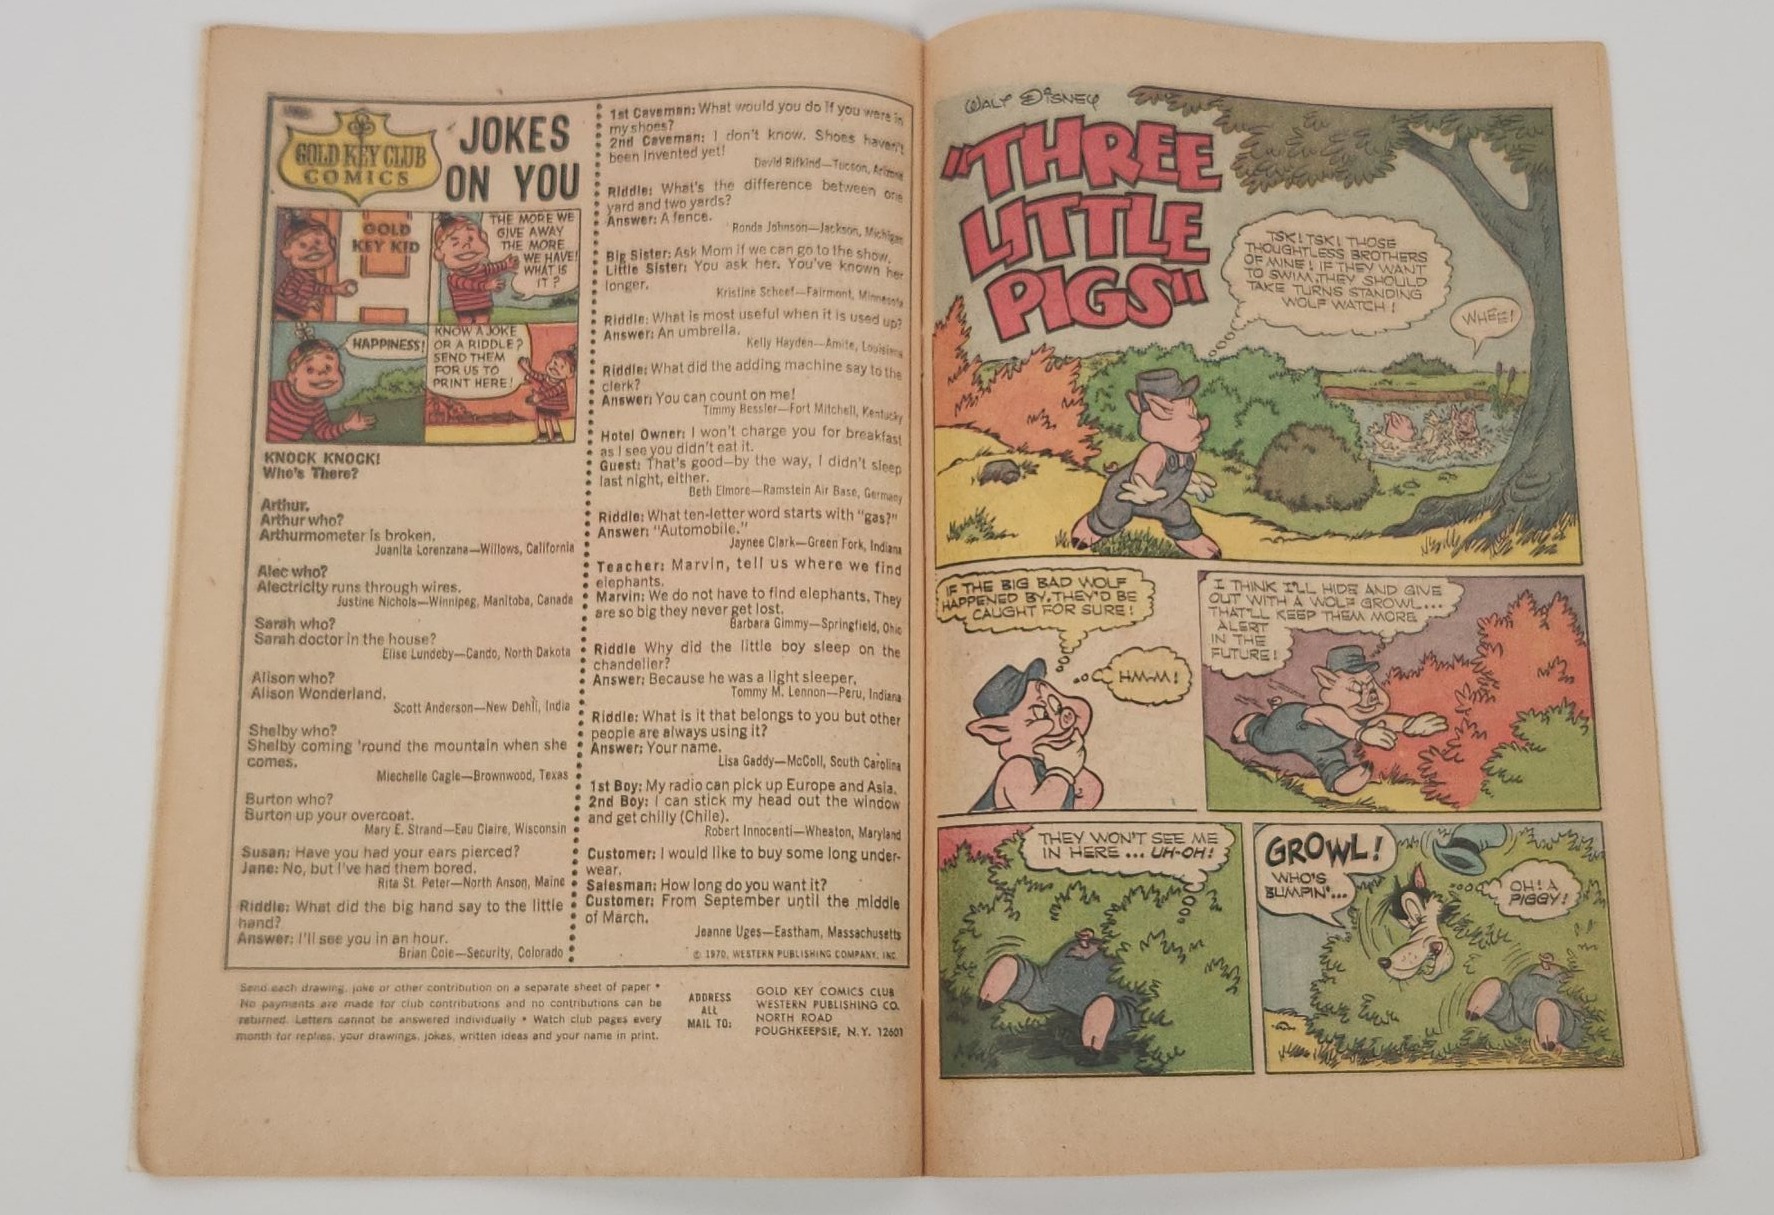 GOLD KEY CLUB
COMICS
JOKES
ON YOU
GOLD
KEY KID
THE MORE WE
GIVE AWAY
THE MORE
WE HAVE!
WHAT IS
IT?
HAPPINESS!
KNOW A JOKE
OR A RIDDLE?
SEND THEM
FOR US TO
PRINT HERE!
KNOCK KNOCK!
Who's There?
Arthur.
Arthur who?
Arthurmometer is broken.
Juanita Lorenzana—Willows, California
Alec who?
Alectricity runs through wires.
Justine Nichols—Winnipeg, Manitoba, Canada
Sarah who?
Sarah doctor in the house?
Elise Lundeby—Cando, North Dakota
Alison who?
Alison Wonderland.
Scott Anderson—New Dehli, India
Shelby who?
Shelby coming 'round the mountain when she
comes.
Miechelle Cagle—Brownwood, Texas
Burton who?
Burton up your overcoat.
Mary E. Strand—Eau Claire, Wisconsin
Susan: Have you had your ears pierced?
Jane: No, but I've had them bored.
Rita St. Peter—North Anson, Maine
Riddle: What did the big hand say to the little
hand?
Answer: I'll see you in an hour.
Brian Cole—Security, Colorado
1st Caveman: What would you do if you were in
my shoes?
2nd Caveman: I don't know. Shoes haven't
been invented yet!
David Rifkind—Tucson, Arizona
Riddle: What's the difference between one
yard and two yards?
Answer: A fence.
Ronda Johnson—Jackson, Michigan
Big Sister: Ask Mom if we can go to the show.
Little Sister: You ask her. You've known her
longer.
Kristine Scheef—Fairmont, Minnesota
Riddle: What is most useful when it is used up?
Answer: An umbrella.
Kelly Hayden—Amite, Louisiana
Riddle: What did the adding machine say to the
clerk?
Answer: You can count on me!
Timmy Bessler—Fort Mitchell, Kentucky
Hotel Owner: I won't charge you for breakfast
as I see you didn't eat it.
Guest: That's good—by the way, I didn't sleep
last night, either.
Beth Elmore—Ramstein Air Base, Germany
Riddle: What ten-letter word starts with "gas?"
Answer: "Automobile."
Jaynee Clark—Green Fork, Indiana
Teacher: Marvin, tell us where we find
elephants.
Marvin: We do not have to find elephants. They
are so big they never get lost.
Barbara Gimmy—Springfield, Ohio
Riddle Why did the little boy sleep on the
chandelier?
Answer: Because he was a light sleeper.
Tommy M. Lennon—Peru, Indiana
Riddle: What is it that belongs to you but other
people are always using it?
Answer: Your name.
Lisa Gaddy—McColl, South Carolina
1st Boy: My radio can pick up Europe and Asia.
2nd Boy: I can stick my head out the window
and get chilly (Chile).
Robert Innocenti—Wheaton, Maryland
Customer: I would like to buy some long under-
wear.
Salesman: How long do you want it?
Customer: From September until the middle
of March.
Jeanne Uges—Eastham, Massachusetts
© 1970, WESTERN PUBLISHING COMPANY, INC.
Send each drawing, joke or other contribution on a separate sheet of paper •
No payments are made for club contributions and no contributions can be
returned. Letters cannot be answered individually • Watch club pages every
month for replies, your drawings, jokes, written ideas and your name in print.
ADDRESS
ALL
MAIL TO:
GOLD KEY COMICS CLUB
WESTERN PUBLISHING CO.
NORTH ROAD
POUGHKEEPSIE, N.Y. 12601
WALT DISNEY
"THREE
LITTLE
PIGS"
TSK! TSK! THOSE
THOUGHTLESS BROTHERS
OF MINE! IF THEY WANT
TO SWIM, THEY SHOULD
TAKE TURNS STANDING
WOLF WATCH!
WHEE!
IF THE BIG BAD WOLF
HAPPENED BY, THEY'D BE
CAUGHT FOR SURE!
HM-M!
I THINK I'LL HIDE AND GIVE
OUT WITH A WOLF GROWL...
THAT'LL KEEP THEM MORE
ALERT
IN THE
FUTURE!
THEY WON'T SEE ME
IN HERE ... UH-OH!
GROWL!
WHO'S
BUMPIN'...
OH! A
PIGGY!